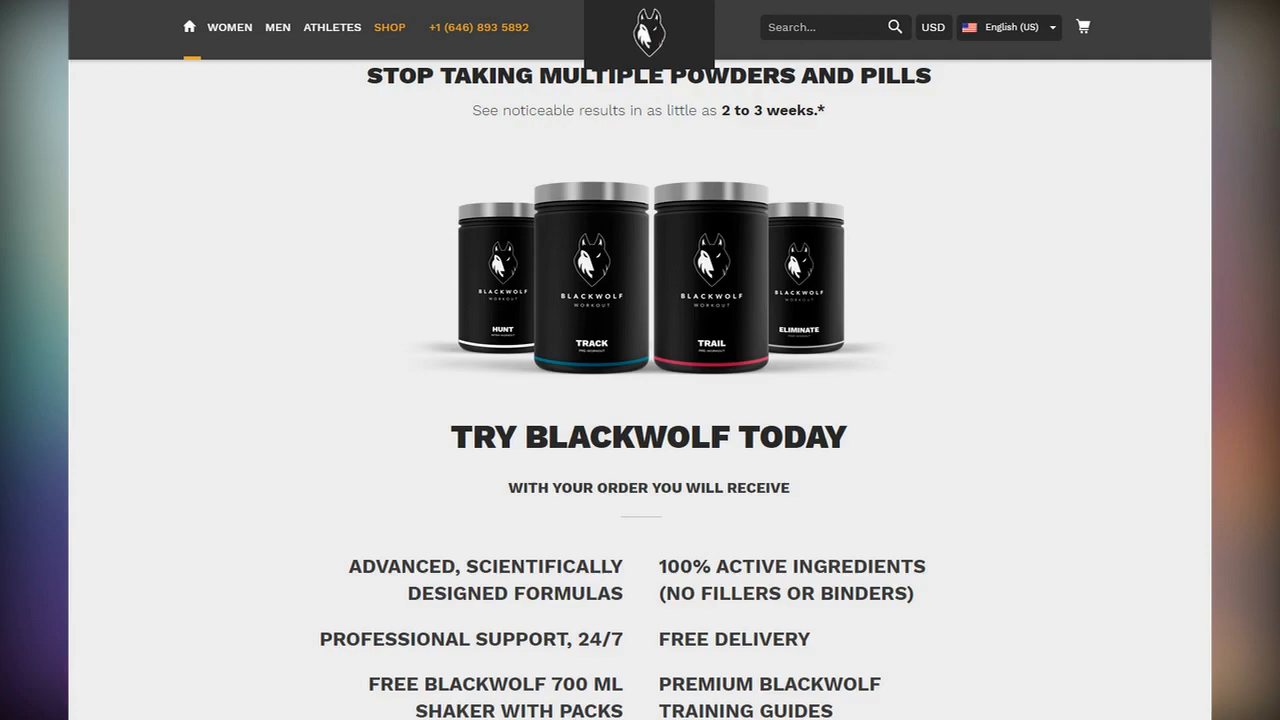 WOMEN MEN ATHLETES SHOP +1 (646) 893 5892 Search... USD English (US)
STOP TAKING MULTIPLE POWDERS AND PILLS
See noticeable results in as little as 2 to 3 weeks.*
BLACKWOLF
WORKOUT
HUNT
INTRA-WORKOUT
BLACKWOLF
WORKOUT
TRACK
PRE-WORKOUT
BLACKWOLF
WORKOUT
TRAIL
PRE-WORKOUT
BLACKWOLF
WORKOUT
ELIMINATE
POST-WORKOUT
TRY BLACKWOLF TODAY
WITH YOUR ORDER YOU WILL RECEIVE
ADVANCED, SCIENTIFICALLY
DESIGNED FORMULAS
100% ACTIVE INGREDIENTS
(NO FILLERS OR BINDERS)
PROFESSIONAL SUPPORT, 24/7
FREE DELIVERY
FREE BLACKWOLF 700 ML
SHAKER WITH PACKS
PREMIUM BLACKWOLF
TRAINING GUIDES